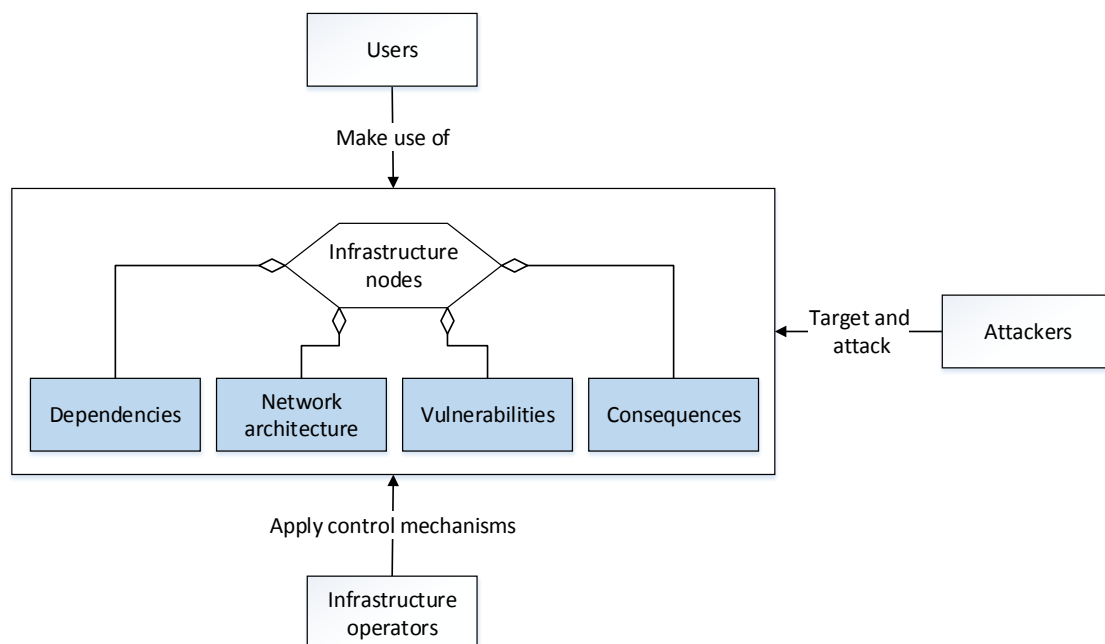 Users
Make use of
Infrastructure
nodes
Target and
attack
Attackers
Dependencies
Network
architecture
Vulnerabilities
Consequences
Apply control mechanisms
Infrastructure
operators